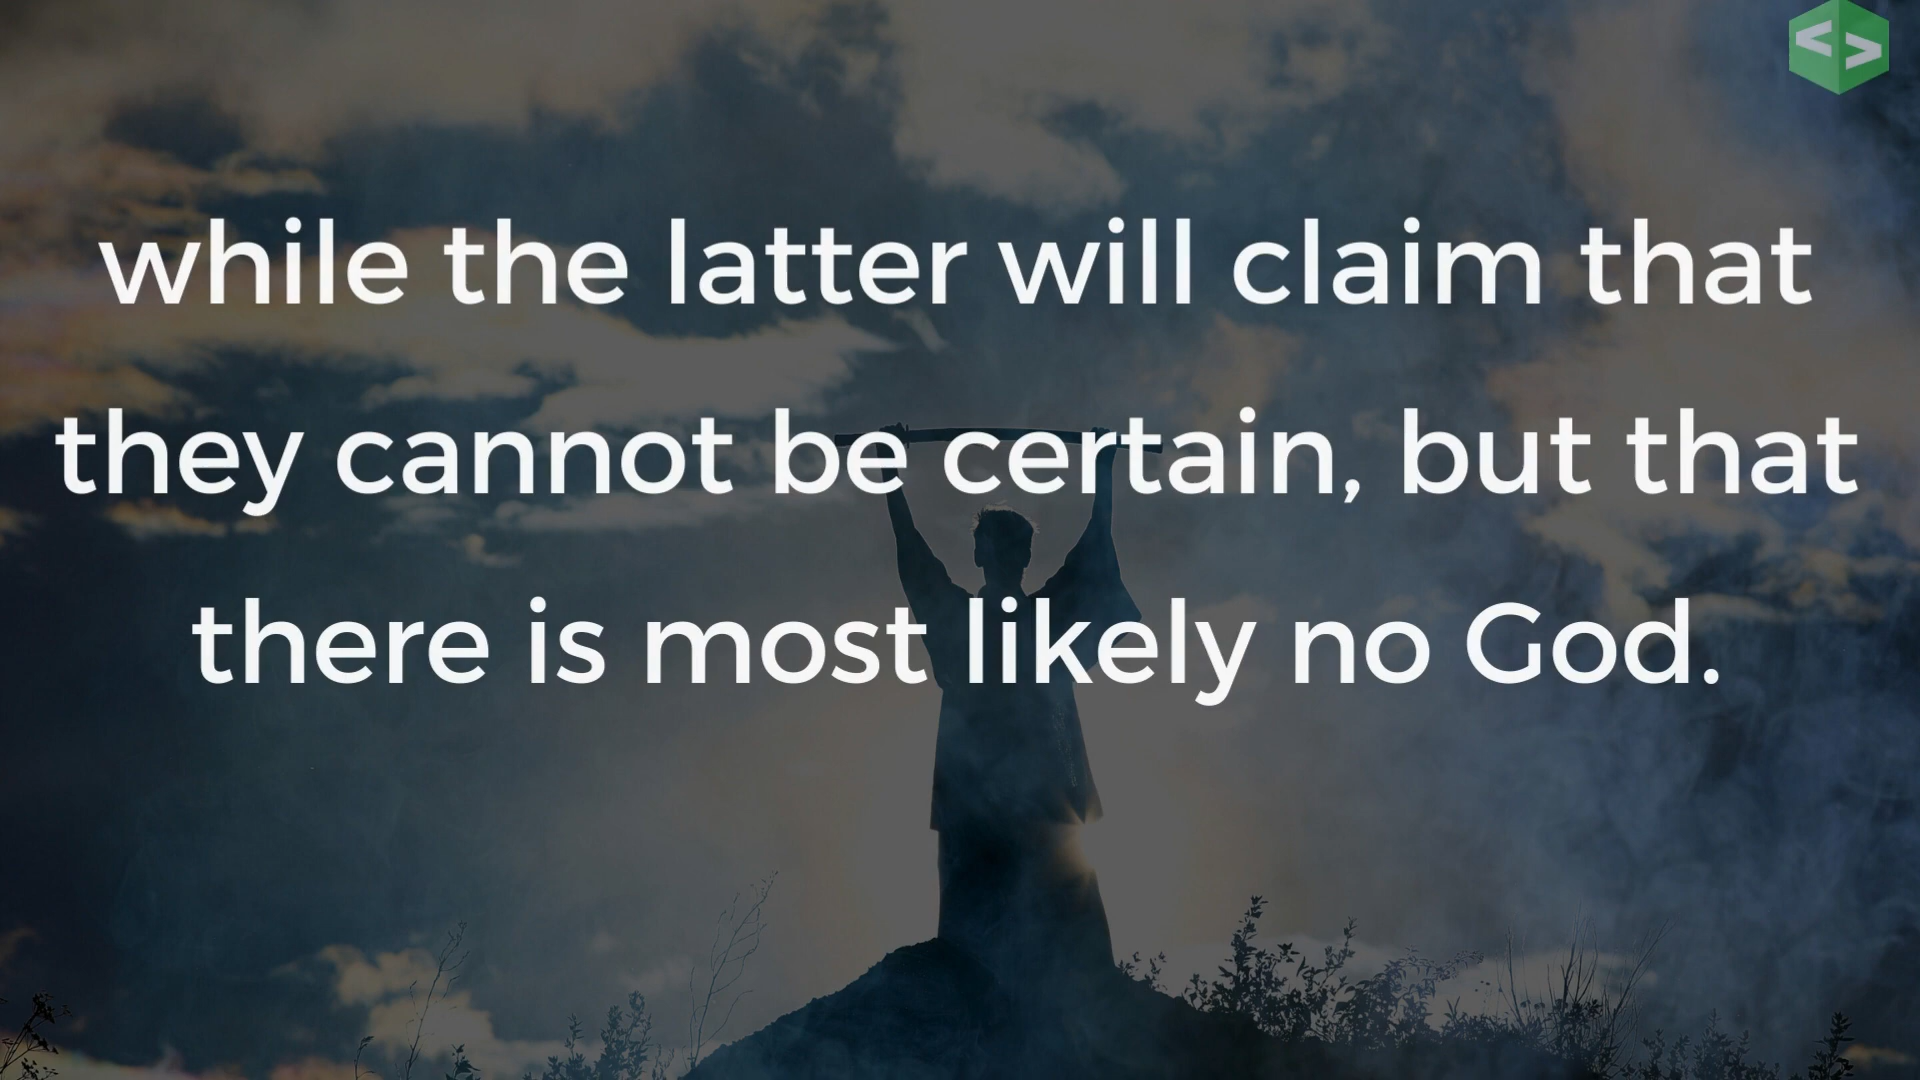 while the latter will claim that
they cannot be certain, but that
there is most likely no God.